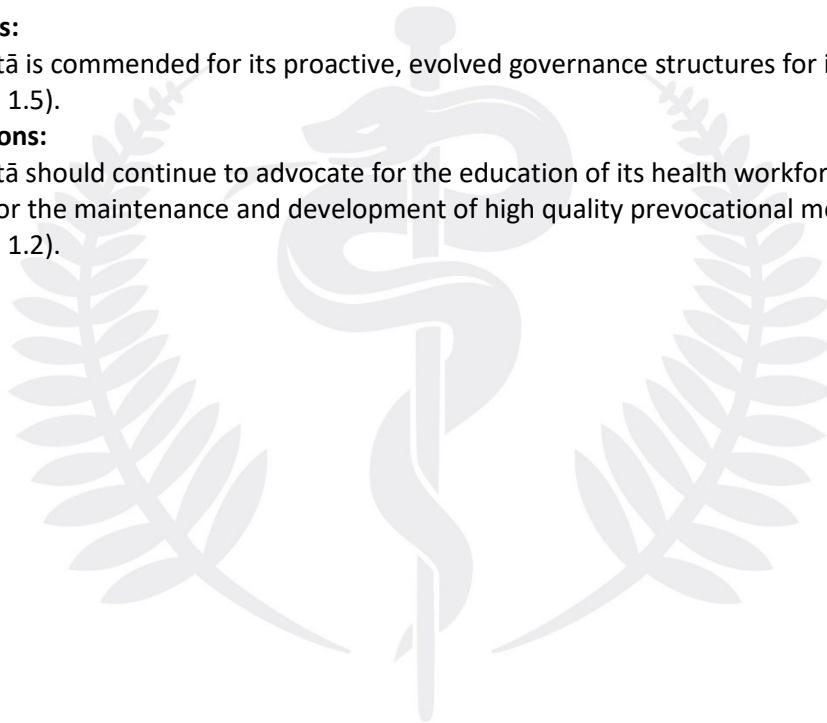 s:
tā is commended for its proactive, evolved governance structures for i
1.5).
ons:
tā should continue to advocate for the education of its health workfor
or the maintenance and development of high quality prevocational me
1.2).